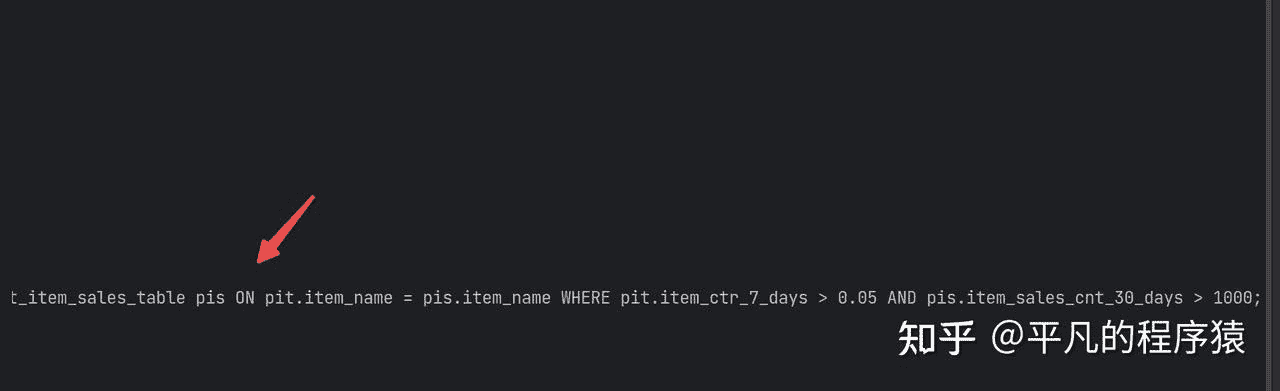 t_item_sales_table pis ON pit.item_name = pis.item_name WHERE pit.item_ctr_7_days > 0.05 AND pis.item_sales_cnt_30_days > 1000;
知乎 @平凡的程序猿